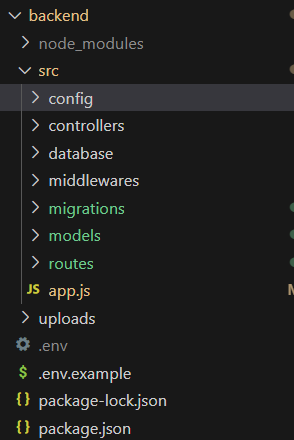 backend
node_modules
src
config
controllers
database
middlewares
migrations
models
routes
JS app.js
M
uploads
.env
$ .env.example
{} package-lock.json
{} package.json